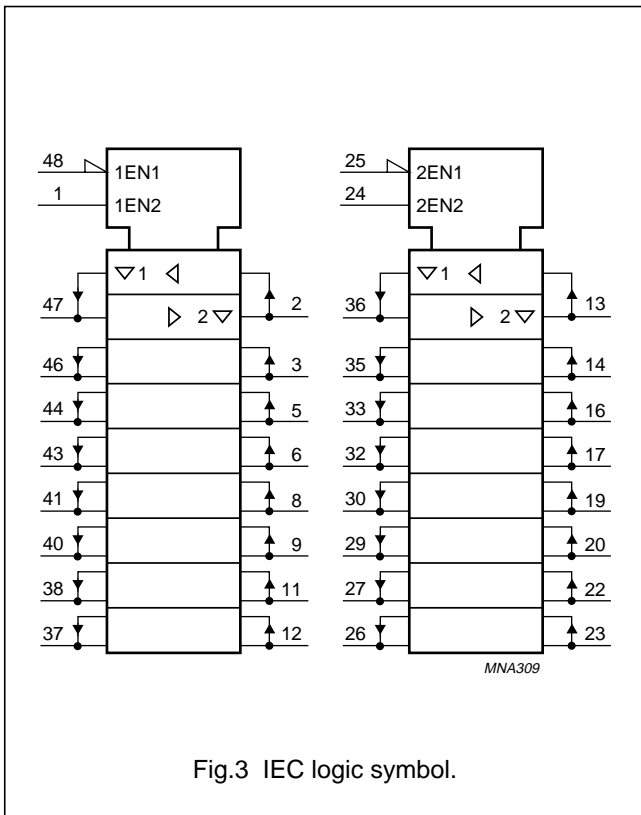 48 1EN1 25 2EN1
1 1EN2 24 2EN2
1 1
47 2 2 36 2 13
46 3 35 14
44 5 33 16
43 6 32 17
41 8 30 19
40 9 29 20
38 11 27 22
37 12 26 23
MNA309
Fig.3 IEC logic symbol.